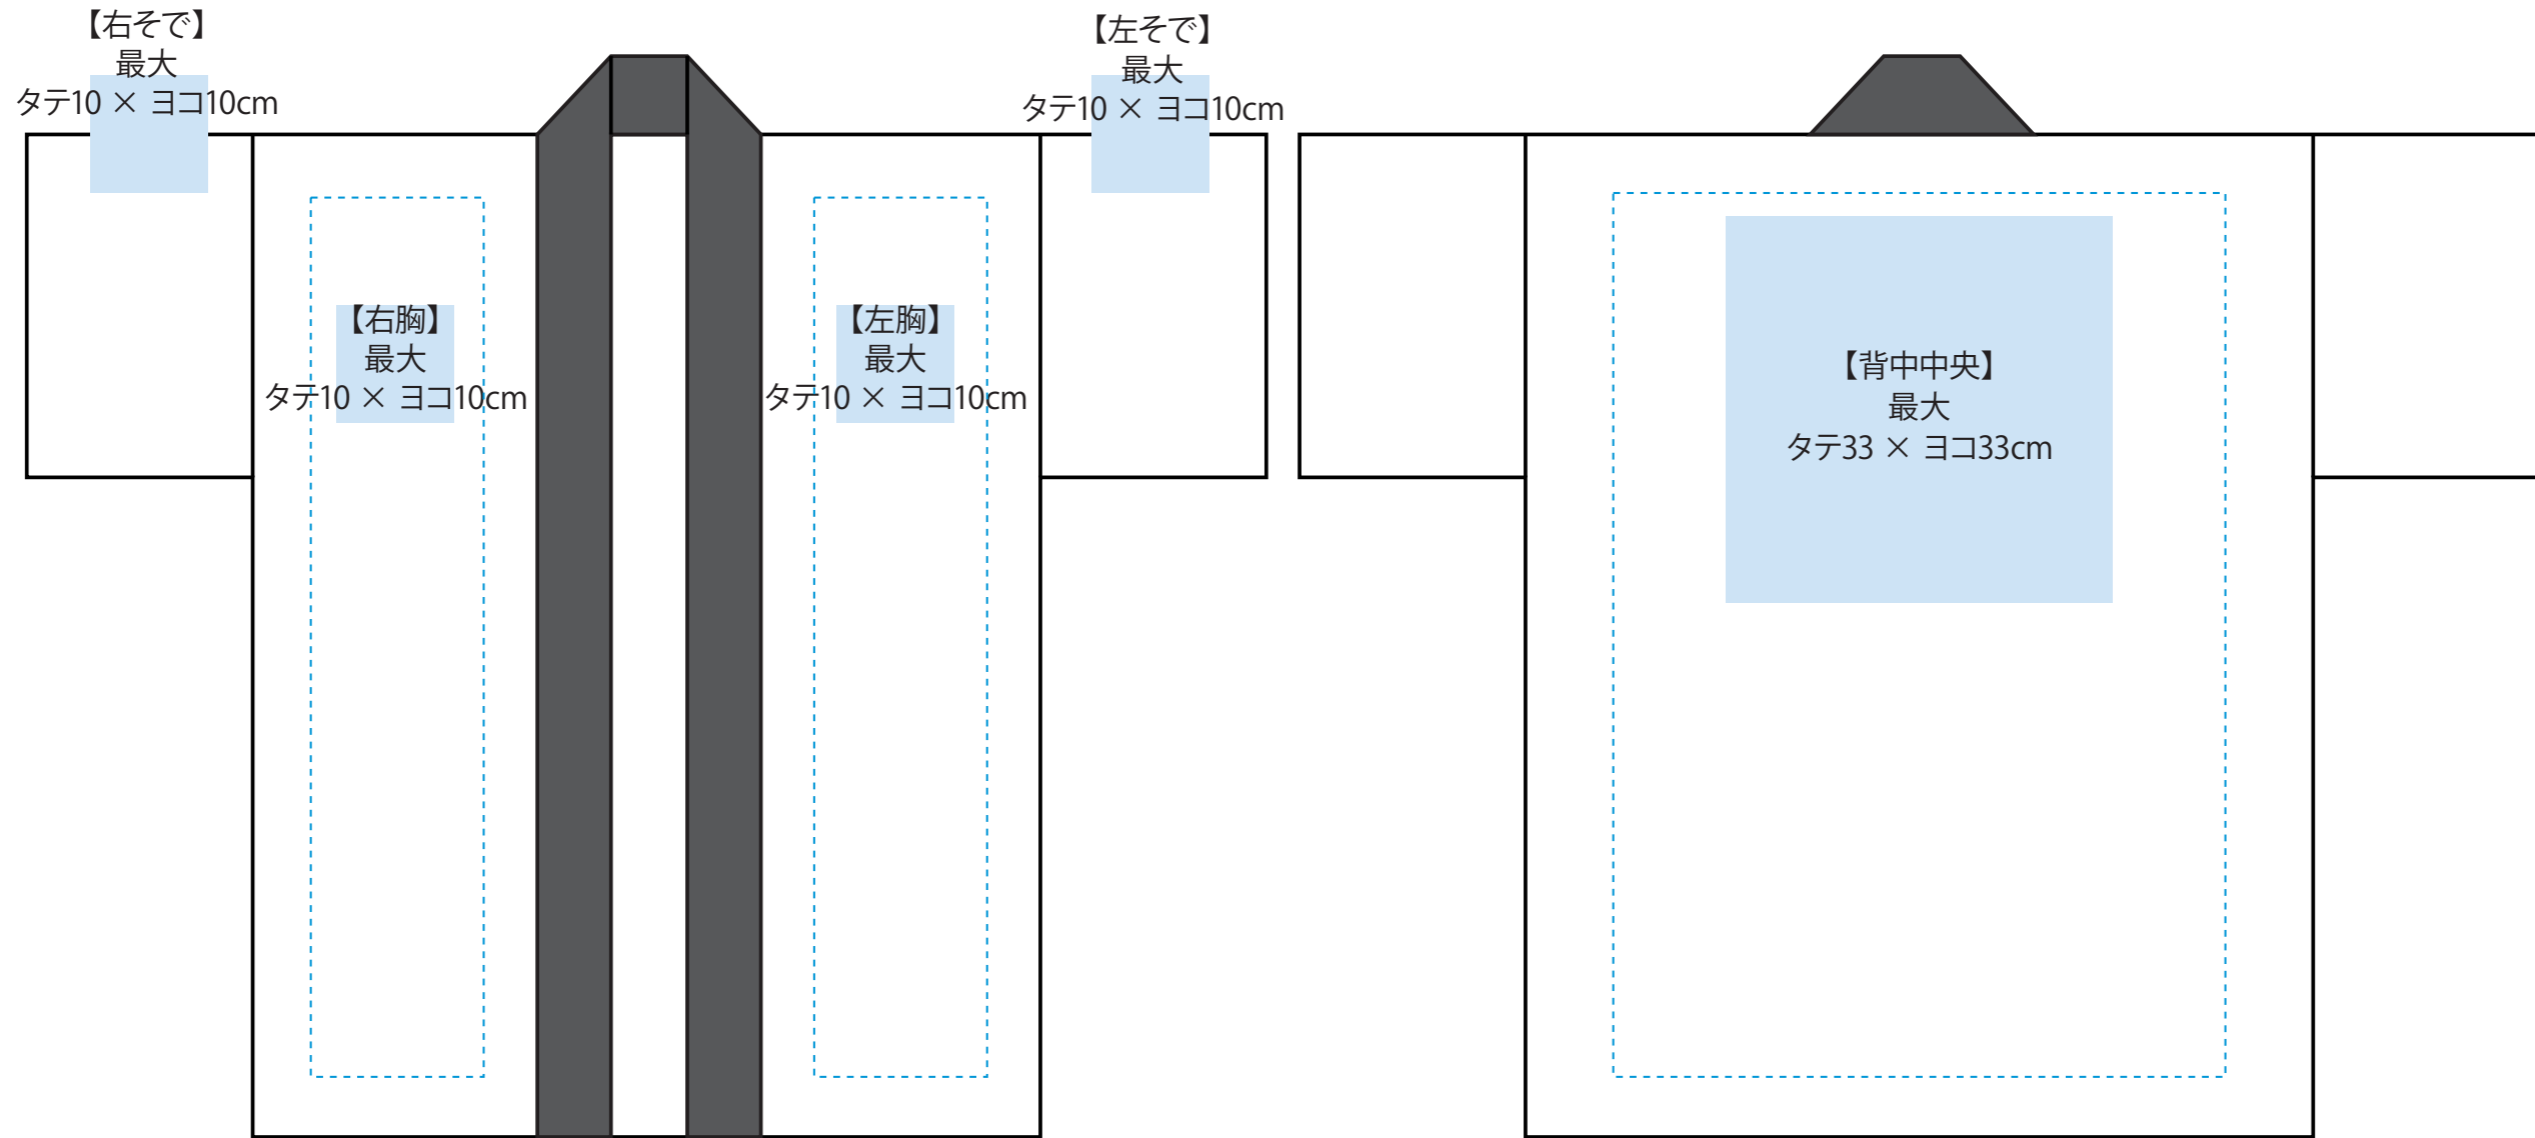 【右そで】
最大
タテ10 × ヨコ10cm
【左そで】
最大
タテ10 × ヨコ10cm
【右胸】
最大
タテ10 × ヨコ10cm
【左胸】
最大
タテ10 × ヨコ10cm
【背中中央】
最大
タテ33 × ヨコ33cm